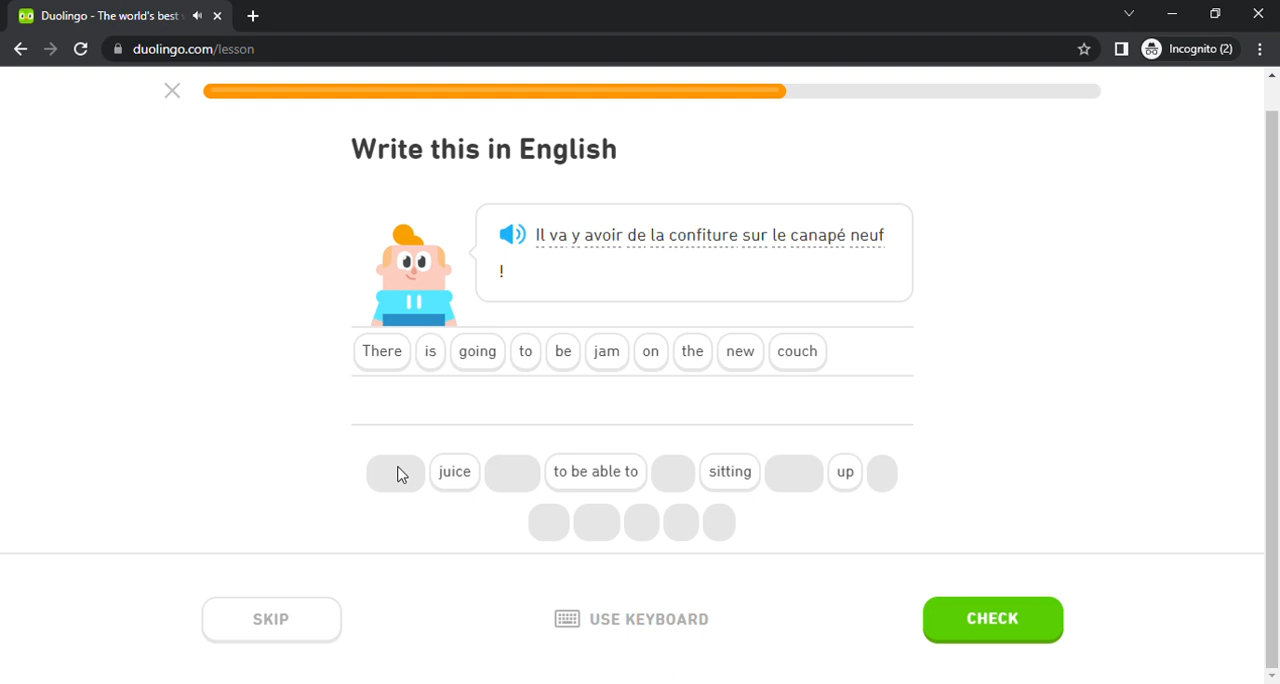 Duolingo - The world's best
duolingo.com/lesson
Incognito (2)
Write this in English
Il va y avoir de la confiture sur le canapé neuf
!
There is going to be jam on the new couch
juice to be able to sitting up
SKIP USE KEYBOARD CHECK